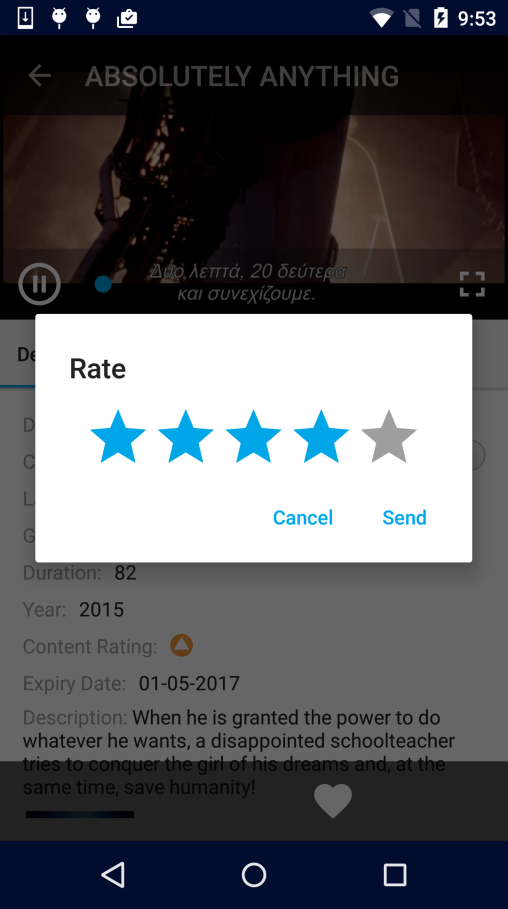 9:53
ABSOLUTELY ANYTHING
Δύο λεπτά, 20 δεύτερα
και συνεχίζουμε.
De
Rate
D
C
L
G
Cancel Send
Duration: 82
Year: 2015
Content Rating:
Expiry Date: 01-05-2017
Description: When he is granted the power to do
whatever he wants, a disappointed schoolteacher
tries to conquer the girl of his dreams and, at the
same time, save humanity!